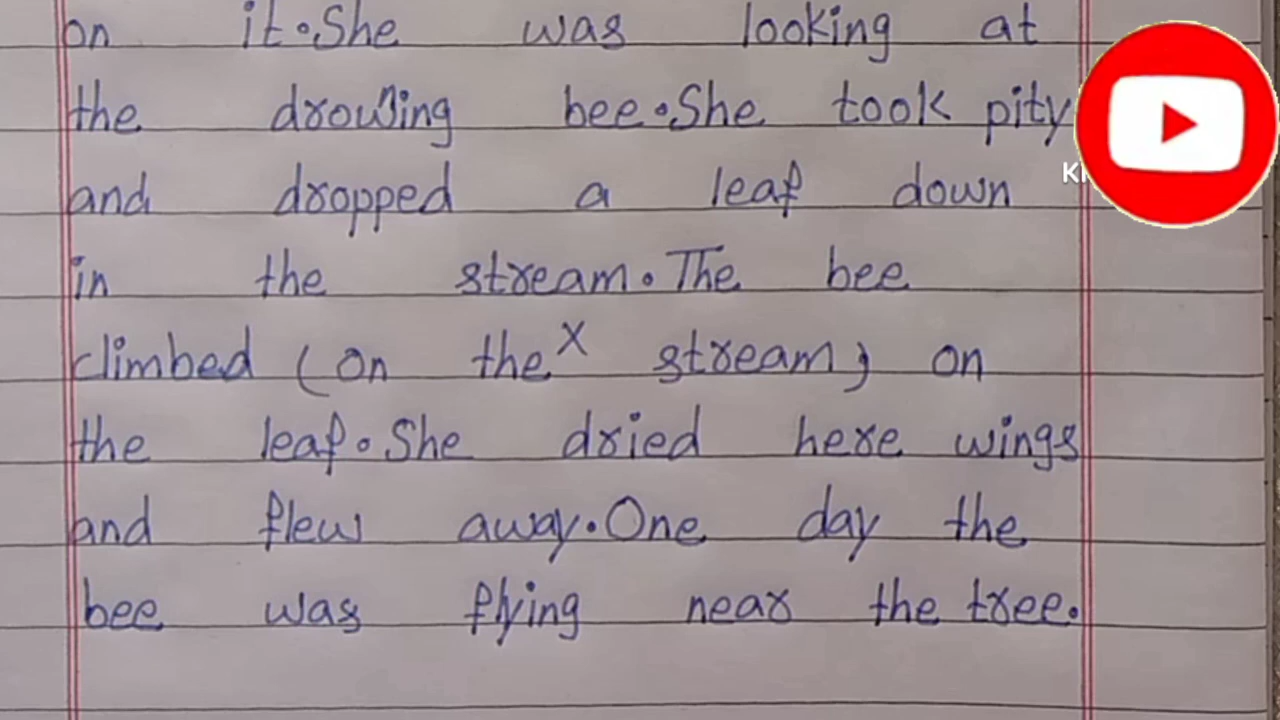 on it. She was looking at
the drowing bee. She took pity
and dropped a leaf down
in the stream. The bee
climbed (on the x stream) on
the leaf. She dried here wings
and flew away. One day the
bee was flying near the tree.